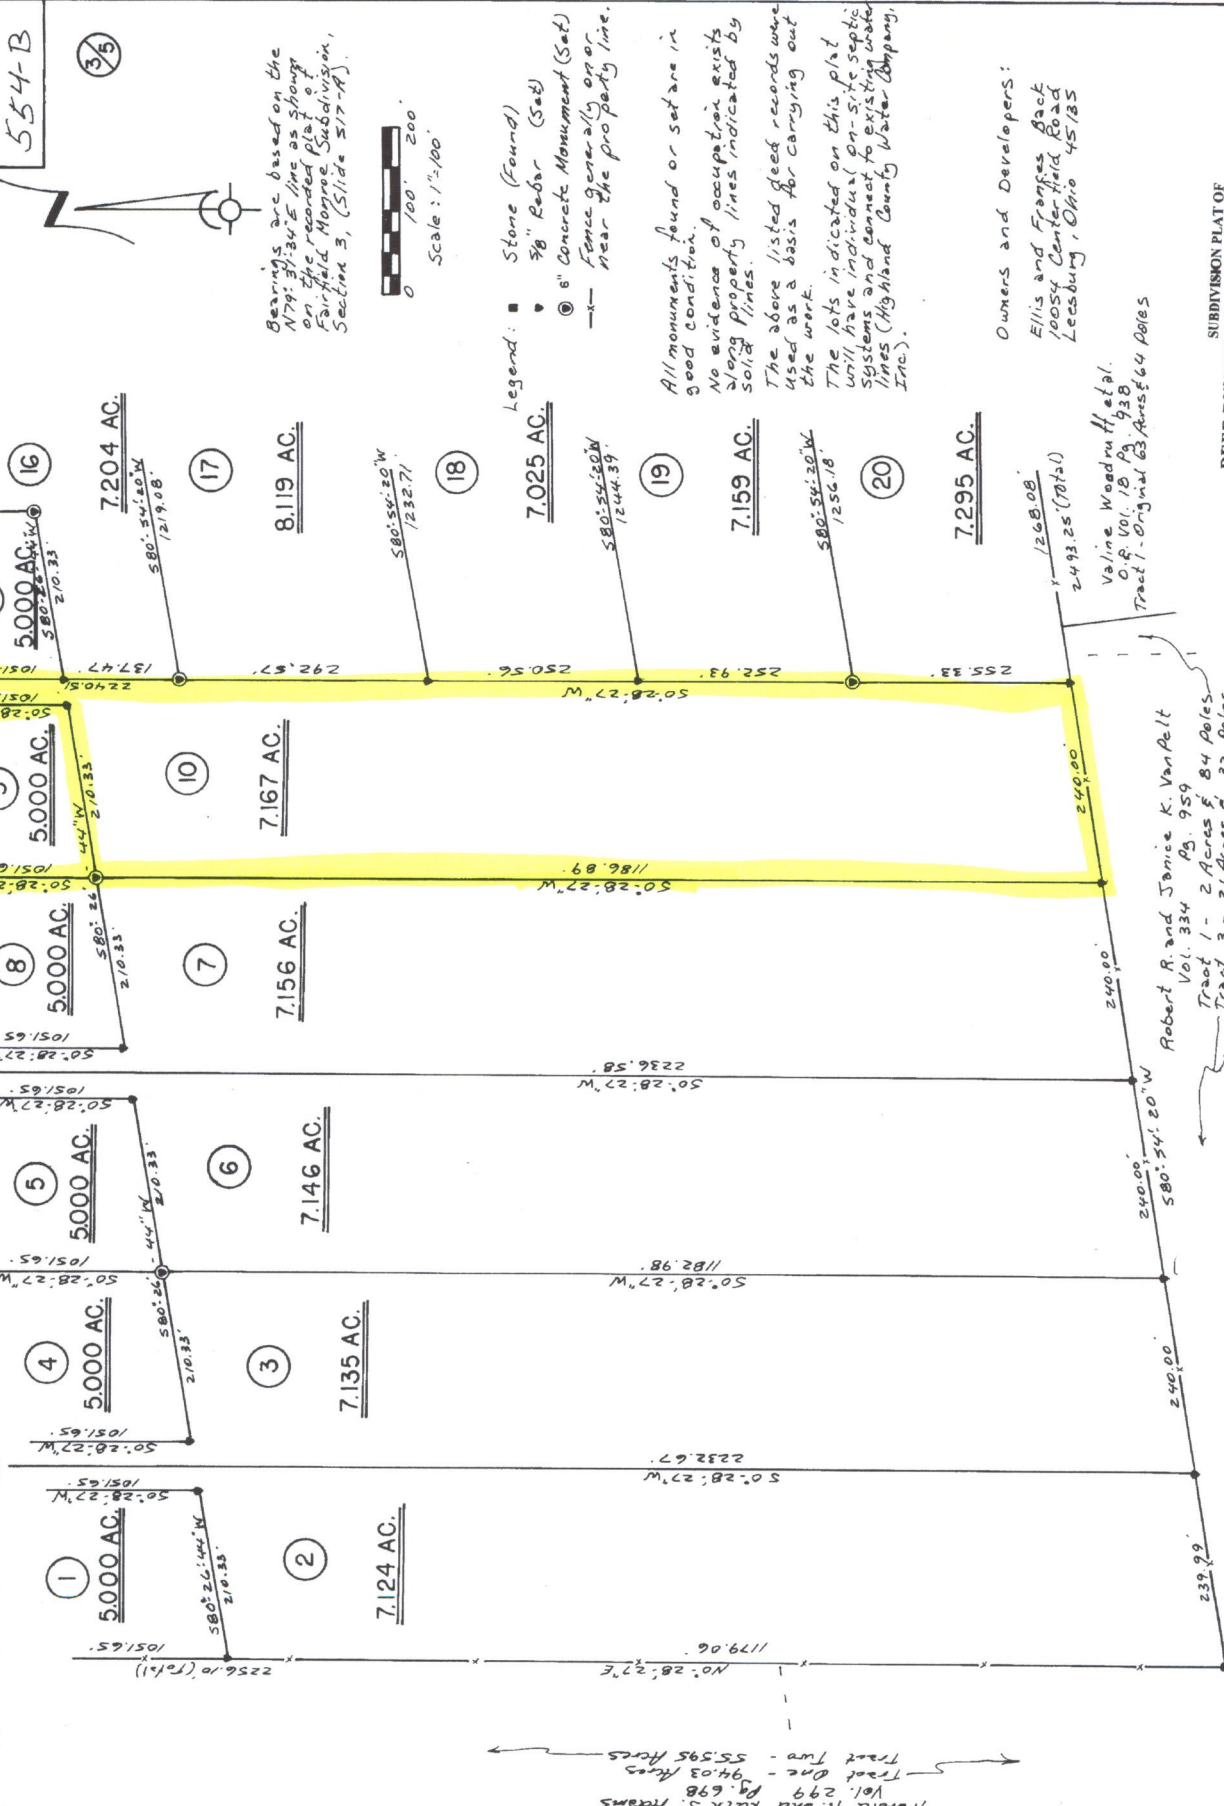 554-B
3/5
Bearings are based on the
N79°-31'-34"E line as shown
on the recorded plat of
Fairfield Monroe Subdivision,
Section 3, (Slide 517-A).
0 100' 200'
Scale: 1"=100'
Legend: Stone (Found)
5/8" Rebar (Set)
6" Concrete Monument (Set)
—x— Fence generally on or
near the property line.
All monuments found or set are in
good condition.
No evidence of occupation exists
along property lines indicated by
solid lines.
The above listed deed records were
used as a basis for carrying out
the work.
The lots indicated on this plat
will have individual on-site septic
systems and connect to existing water
lines (Highland County Water Company,
Inc.).
Owners and Developers:
Ellis and Frances Back
10054 Centerfield Road
Leesburg, Ohio 45135
SUBDIVISION PLAT OF
16
7.204 AC.
S80°-54'-20"W
1219.08'
17
8.119 AC.
S80°-54'-20"W
1232.71'
18
7.025 AC.
S80°-54'-20"W
1244.39'
19
7.159 AC.
S80°-54'-20"W
1256.18'
20
7.295 AC.
1268.08'
2493.25' (Total)
Valine Woodruff et al.
O.R. Vol. 18 Pg. 938
Tract 1 - Original 63 Acres & 64 Poles
5.000 AC.
S80°-26'-44"W
210.33'
137.47
2240.51
292.57'
250.56'
S0°-28'-27"W
252.93
255.33
5.000 AC.
-44"W
210.33'
10
7.167 AC.
240.00'
1186.89'
S0°-28'-27"W
8
5.000 AC.
S80°-26'
210.33'
7
7.156 AC.
240.00'
1051.65
S0°-28'-27"
2236.58'
S0°-28'-27"W
1051.65'
S0°-28'-27"W
5
5.000 AC.
-44"W
210.33'
6
7.146 AC.
240.00'
S80°-54'-20"W
1051.65'
S0°-28'-27"W
1182.98'
S0°-28'-27"W
4
5.000 AC.
S80°-26'
210.33'
3
7.135 AC.
240.00'
1051.65'
S0°-28'-27"W
2232.67'
S0°-28'-27"W
1051.65'
S0°-28'-27"W
1
5.000 AC.
S80°-26'-44"W
210.33'
2
7.124 AC.
239.99'
1051.65'
2256.10' (Total)
1179.06'
N0°-28'-27"E
Robert R. and Janice K. VanPelt
Vol. 334 Pg. 959
Tract 1 - 2 Acres & 84 Poles
Vol. 299 Pg. 698
Tract One - 94.03 Acres
Tract Two - 55.595 Acres